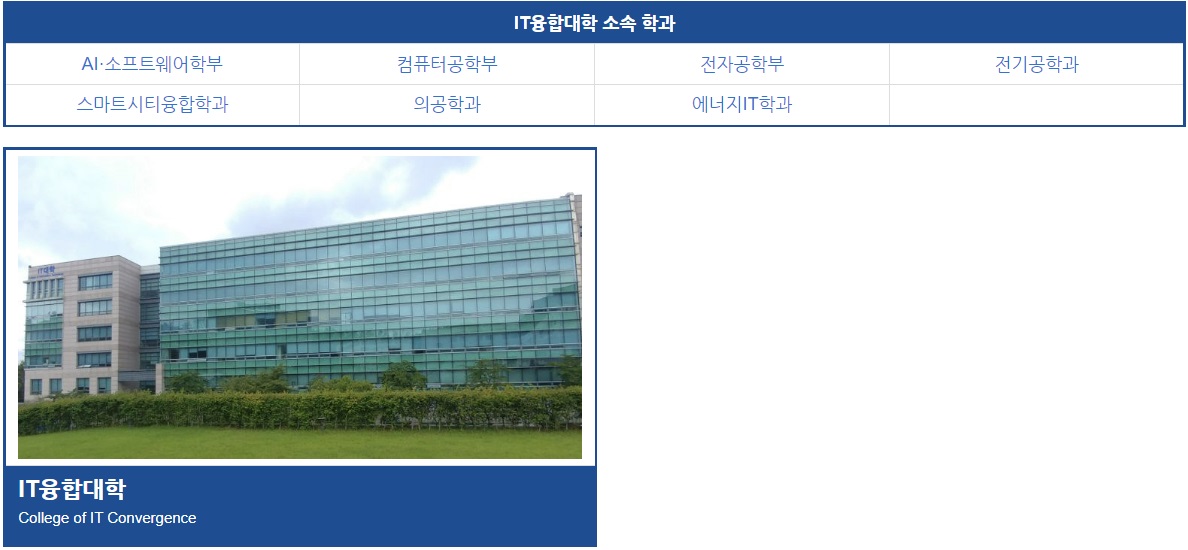 IT융합대학 소속 학과
AI·소프트웨어학부 컴퓨터공학부 전자공학부 전기공학과
스마트시티융합학과 의공학과 에너지IT학과
IT대학
IT융합대학
College of IT Convergence